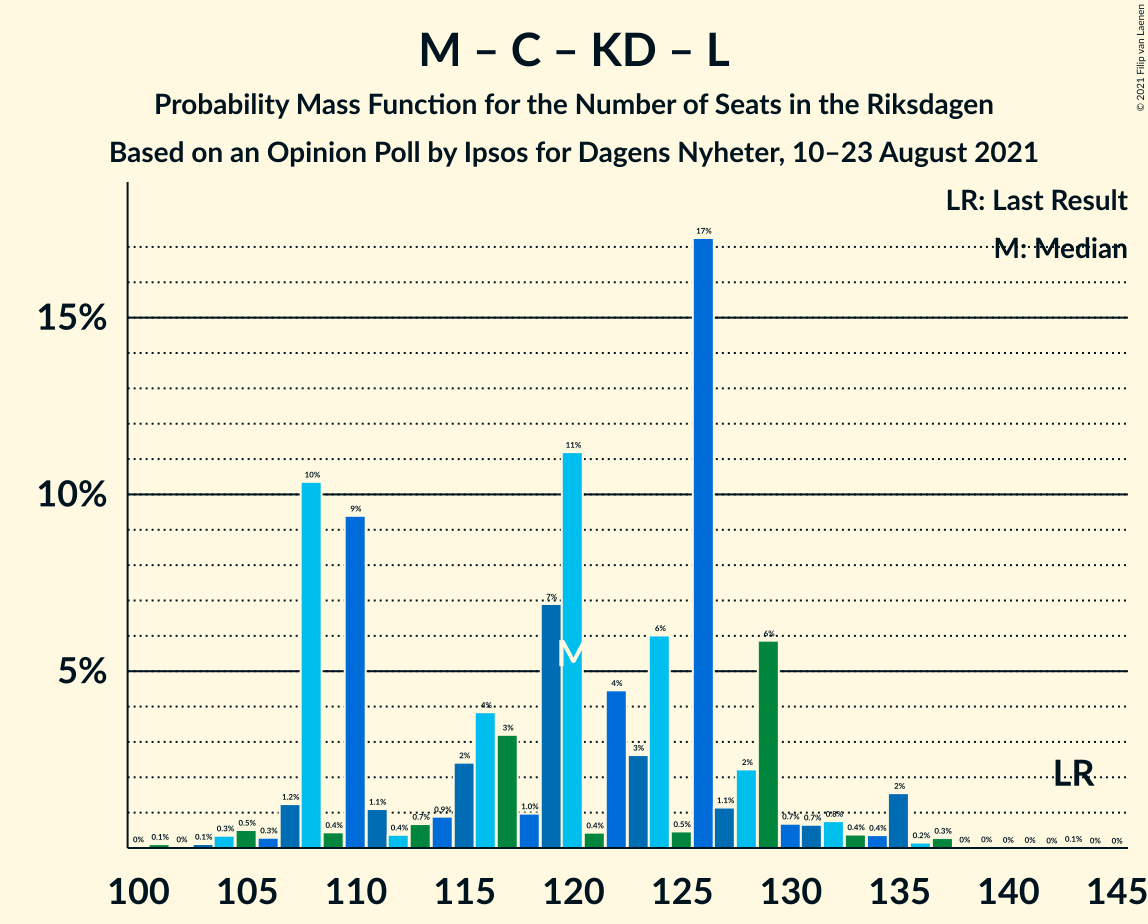 M – C – KD – L
Probability Mass Function for the Number of Seats in the Riksdagen
Based on an Opinion Poll by Ipsos for Dagens Nyheter, 10–23 August 2021
© 2021 Filip van Laenen
LR: Last Result
M: Median
15%
10%
5%
0% 0.1% 0% 0.1% 0.3% 0.5% 0.3% 1.2% 10% 0.4% 9% 1.1% 0.4% 0.7% 0.9% 2% 4% 3% 1.0% 7% 11% 0.4% 4% 3% 6% 0.5% 17% 1.1% 2% 6% 0.7% 0.7% 0.8% 0.4% 0.4% 2% 0.2% 0.3% 0% 0% 0% 0% 0% 0.1% 0% 0%
M
LR
100 105 110 115 120 125 130 135 140 145